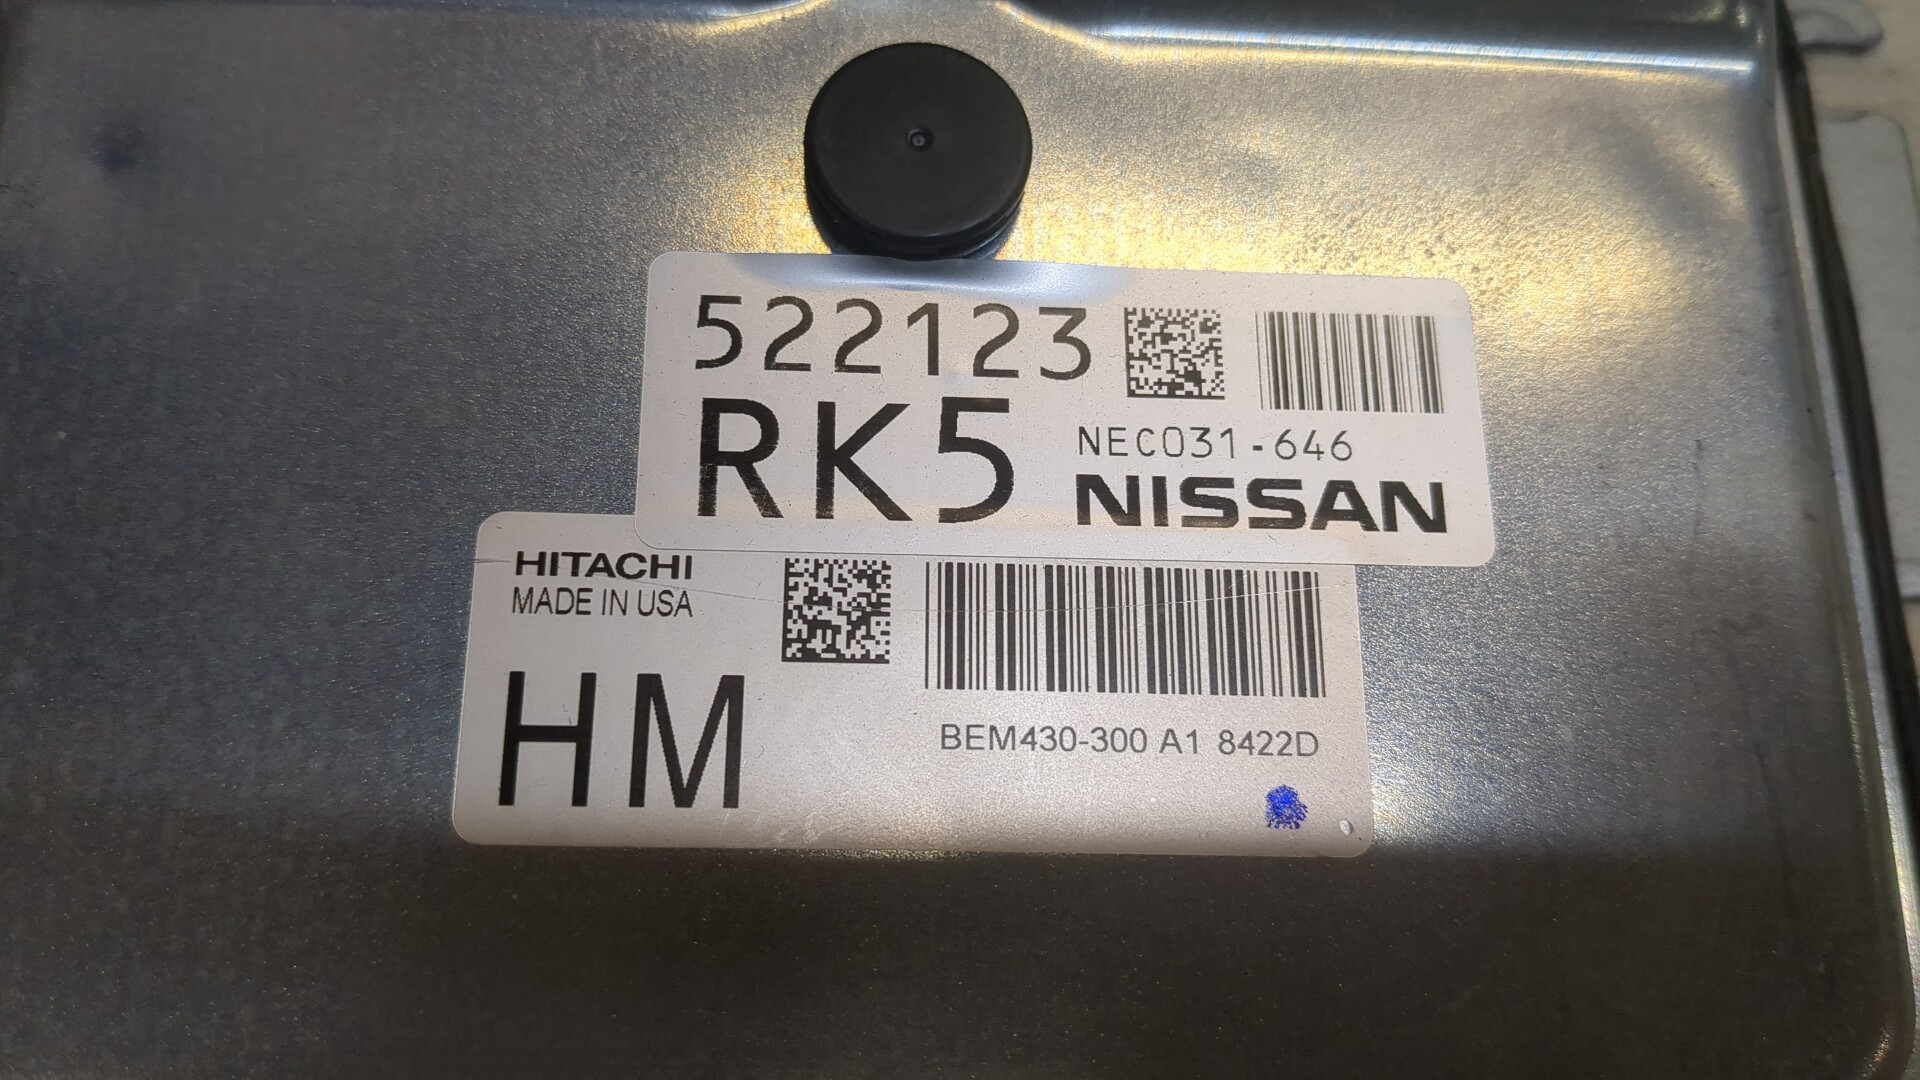 522123
RK5
NEC031-646
NISSAN
HITACHI
MADE IN USA
HM
BEM430-300 A1 8422D